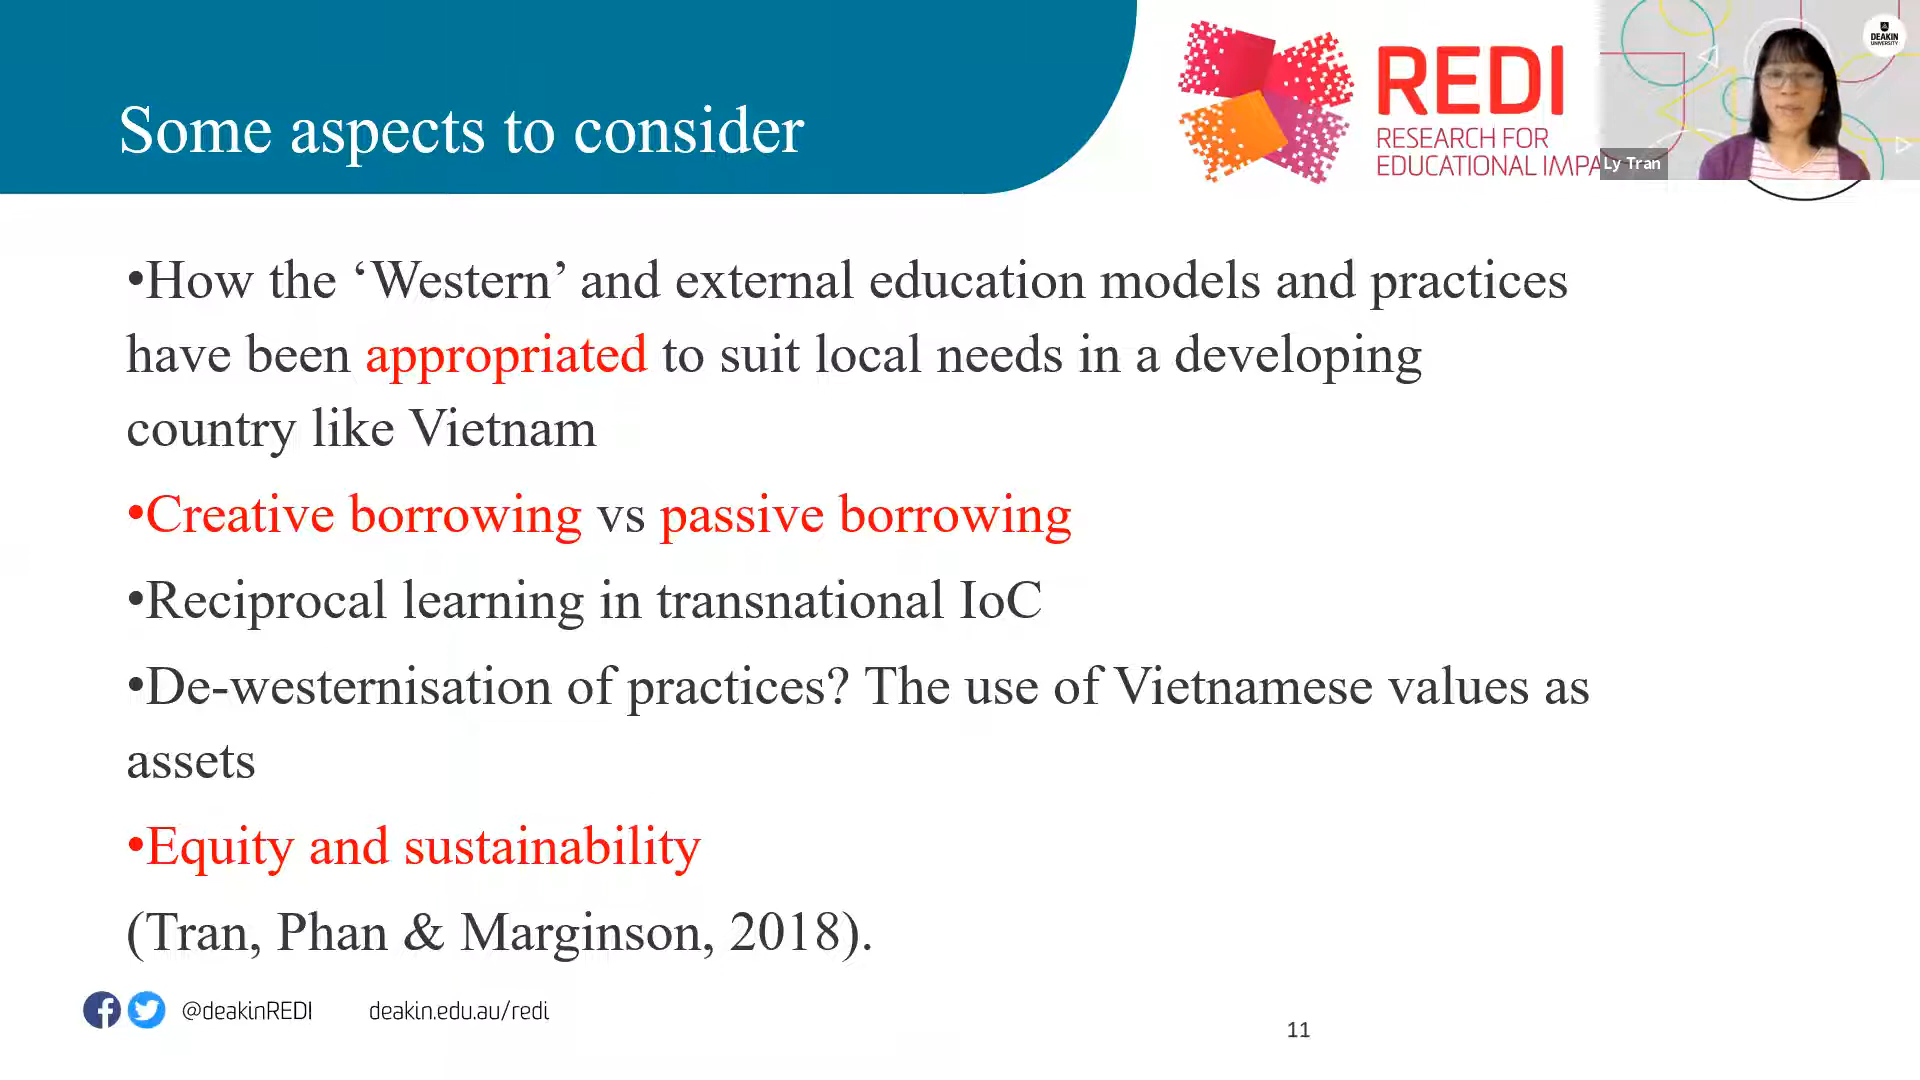 Some aspects to consider
REDI
RESEARCH FOR
EDUCATIONAL IMPA
DEAKIN
UNIVERSITY
Ly Tran
•How the ‘Western’ and external education models and practices
have been appropriated to suit local needs in a developing
country like Vietnam
•Creative borrowing vs passive borrowing
•Reciprocal learning in transnational IoC
•De-westernisation of practices? The use of Vietnamese values as
assets
•Equity and sustainability
(Tran, Phan & Marginson, 2018).
@deakinREDI deakin.edu.au/redi
11